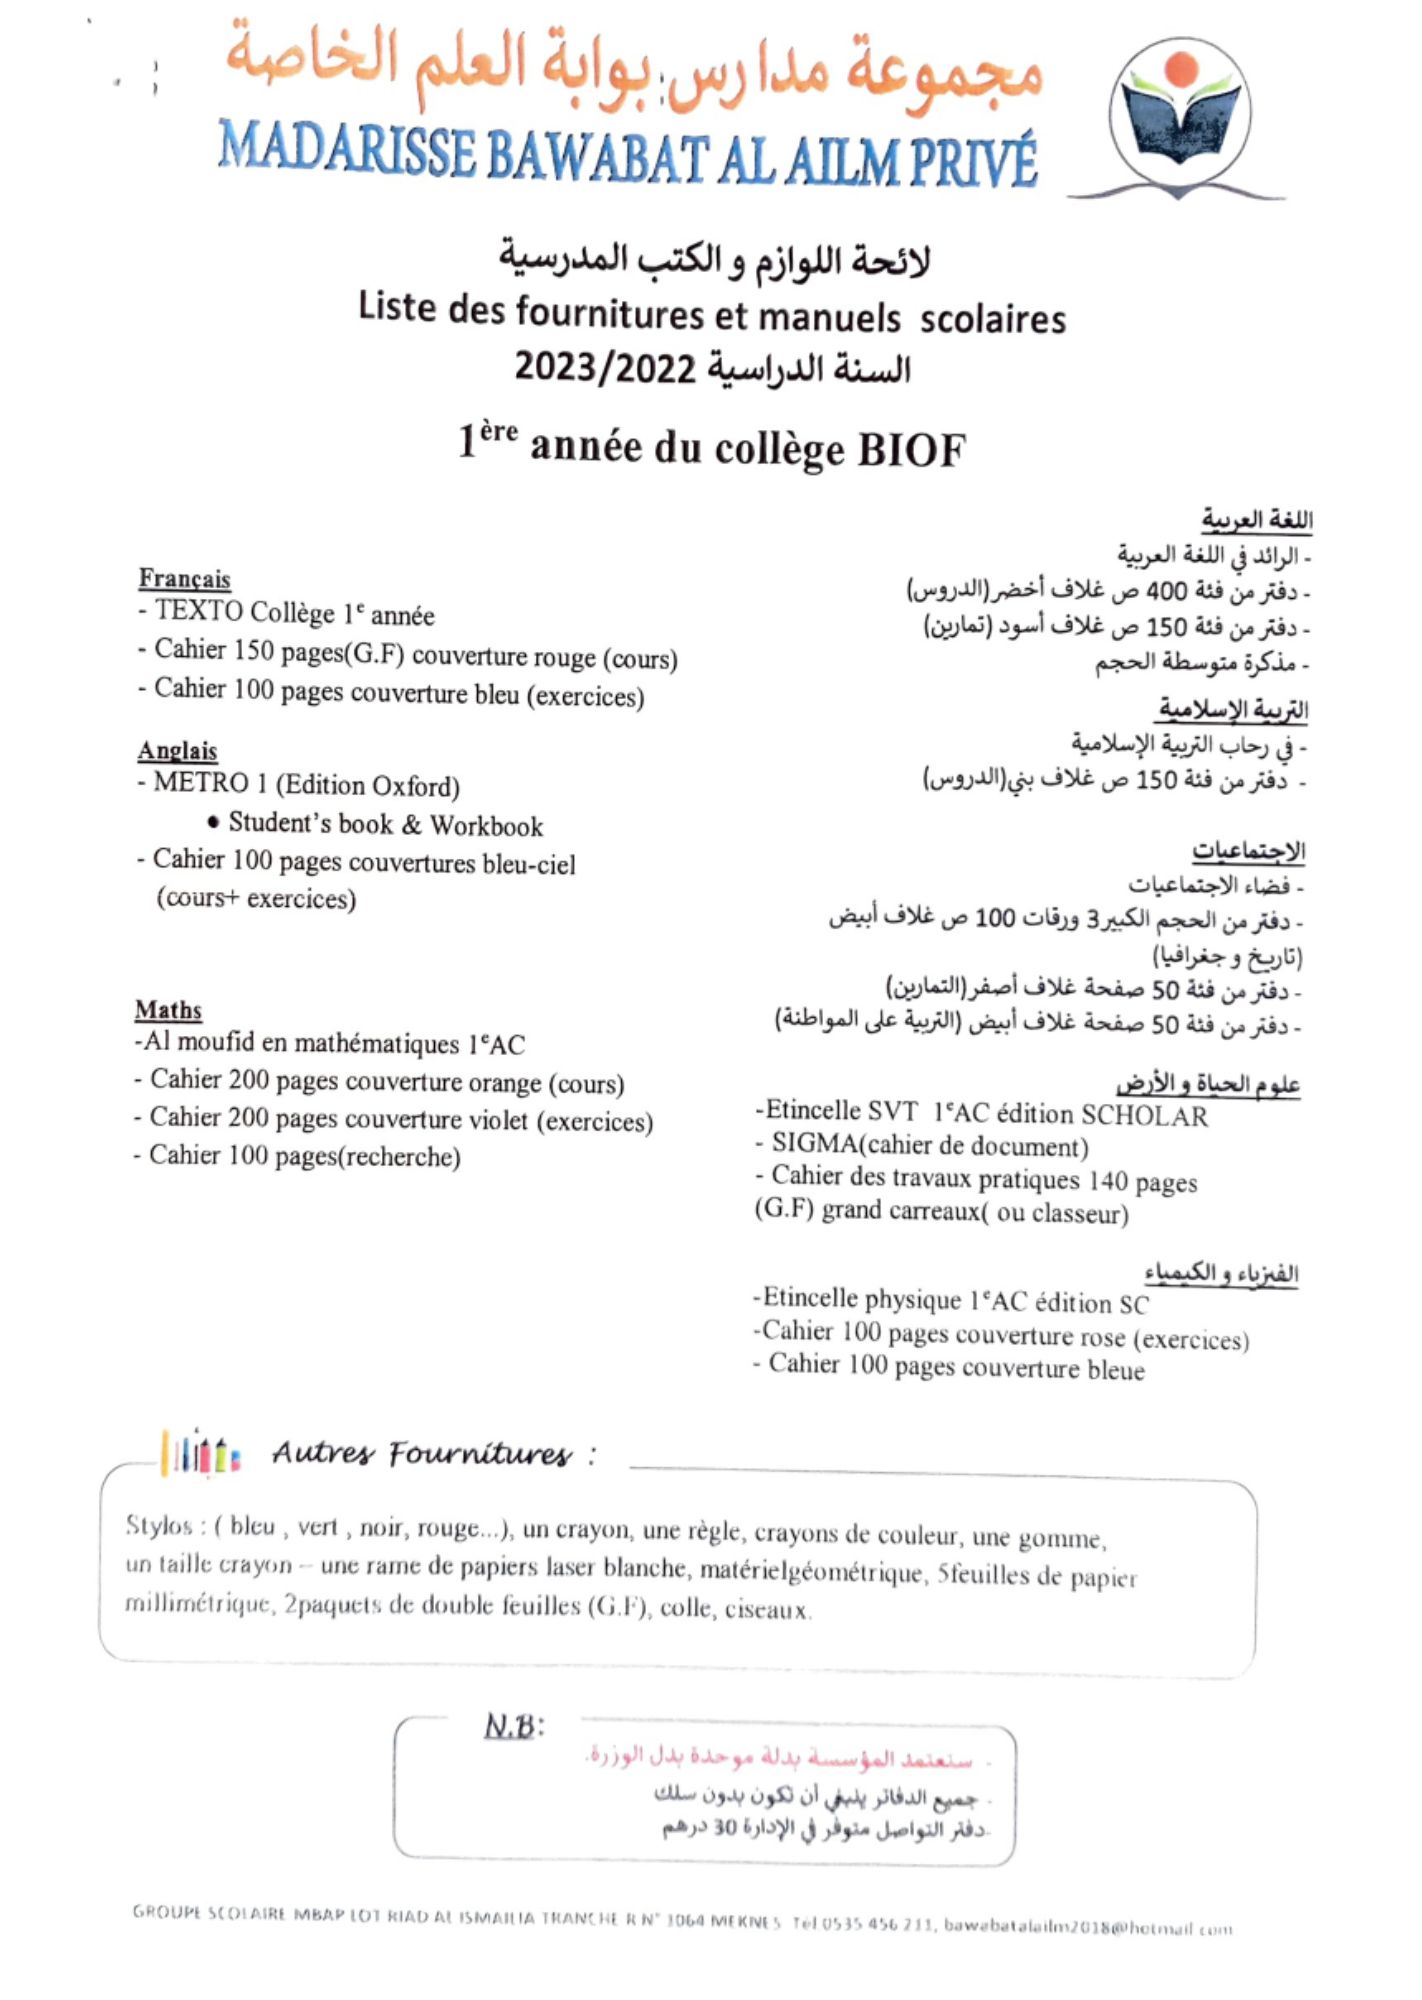 مجموعة مدارس بوابة العلم الخاصة
MADARISSE BAWABAT AL AILM PRIVÉ
لائحة اللوازم و الكتب المدرسية
Liste des fournitures et manuels scolaires
السنة الدراسية 2023/2022
1ère année du collège BIOF
Français
- TEXTO Collège 1e année
- Cahier 150 pages(G.F) couverture rouge (cours)
- Cahier 100 pages couverture bleu (exercices)
Anglais
- METRO 1 (Edition Oxford)
● Student’s book & Workbook
- Cahier 100 pages couvertures bleu-ciel
(cours+ exercices)
Maths
-Al moufid en mathématiques 1eAC
- Cahier 200 pages couverture orange (cours)
- Cahier 200 pages couverture violet (exercices)
- Cahier 100 pages(recherche)
اللغة العربية
- الرائد في اللغة العربية
- دفتر من فئة 400 ص غلاف أخضر(الدروس)
- دفتر من فئة 150 ص غلاف أسود (تمارين)
- مذكرة متوسطة الحجم
التربية الإسلامية
- في رحاب التربية الإسلامية
- دفتر من فئة 150 ص غلاف بني(الدروس)
الاجتماعيات
- فضاء الاجتماعيات
- دفتر من الحجم الكبير3 ورقات 100 ص غلاف أبيض
(تاريخ و جغرافيا)
- دفتر من فئة 50 صفحة غلاف أصفر(التمارين)
- دفتر من فئة 50 صفحة غلاف أبيض (التربية على المواطنة)
علوم الحياة و الأرض
-Etincelle SVT 1eAC édition SCHOLAR
- SIGMA(cahier de document)
- Cahier des travaux pratiques 140 pages
(G.F) grand carreaux( ou classeur)
الفيزياء و الكيمياء
-Etincelle physique 1eAC édition SC
-Cahier 100 pages couverture rose (exercices)
- Cahier 100 pages couverture bleue
Autres Fournitures :
Stylos : ( bleu , vert , noir, rouge...), un crayon, une règle, crayons de couleur, une gomme,
un taille crayon – une rame de papiers laser blanche, matérielgéométrique, 5feuilles de papier
millimétrique, 2paquets de double feuilles (G.F), colle, ciseaux.
N.B:
- ستعتمد المؤسسة بدلة موحدة بدل الوزرة.
- جميع الدفاتر ينبغي أن تكون بدون سلك
-دفتر التواصل متوفر في الإدارة 30 درهم
GROUPE SCOLAIRE MBAP LOT RIAD AL ISMAILIA TRANCHE R N° 1064 MEKNES Tél 0535 456 211, bawabatalailm2018@hotmail com